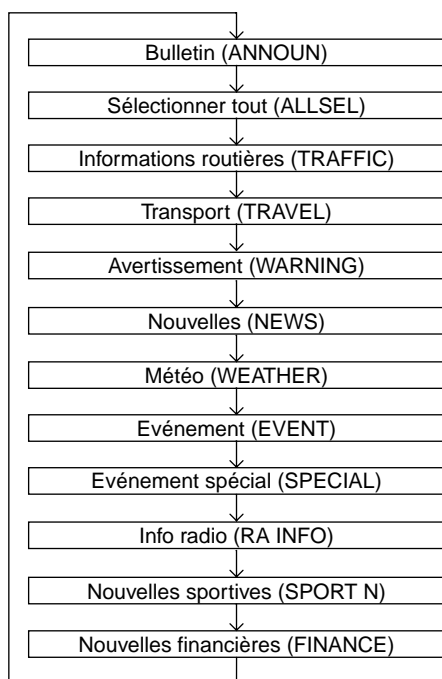 Bulletin (ANNOUN)
Sélectionner tout (ALLSEL)
Informations routières (TRAFFIC)
Transport (TRAVEL)
Avertissement (WARNING)
Nouvelles (NEWS)
Météo (WEATHER)
Evénement (EVENT)
Evénement spécial (SPECIAL)
Info radio (RA INFO)
Nouvelles sportives (SPORT N)
Nouvelles financières (FINANCE)